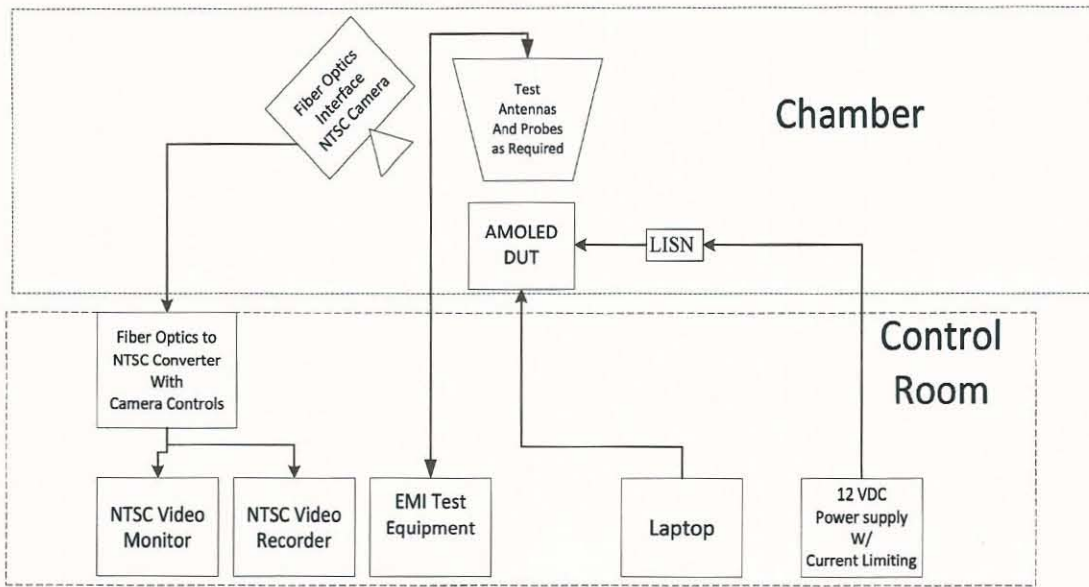 Fiber Optics
Interface
NTSC Camera
Test
Antennas
And Probes
as Required
Chamber
AMOLED
DUT
LISN
Fiber Optics to
NTSC Converter
With
Camera Controls
Control
Room
NTSC Video
Monitor
NTSC Video
Recorder
EMI Test
Equipment
Laptop
12 VDC
Power supply
W/
Current Limiting